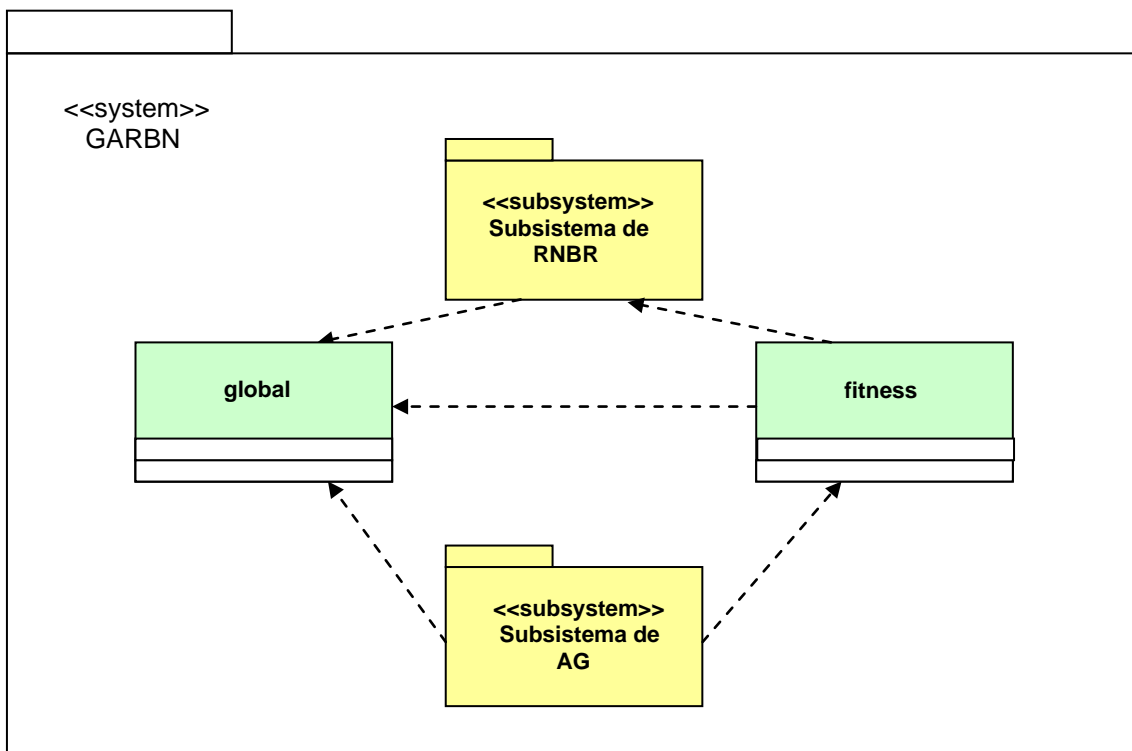 <<system>>
GARBN
<<subsystem>>
Subsistema de
RNBR
global
fitness
<<subsystem>>
Subsistema de
AG